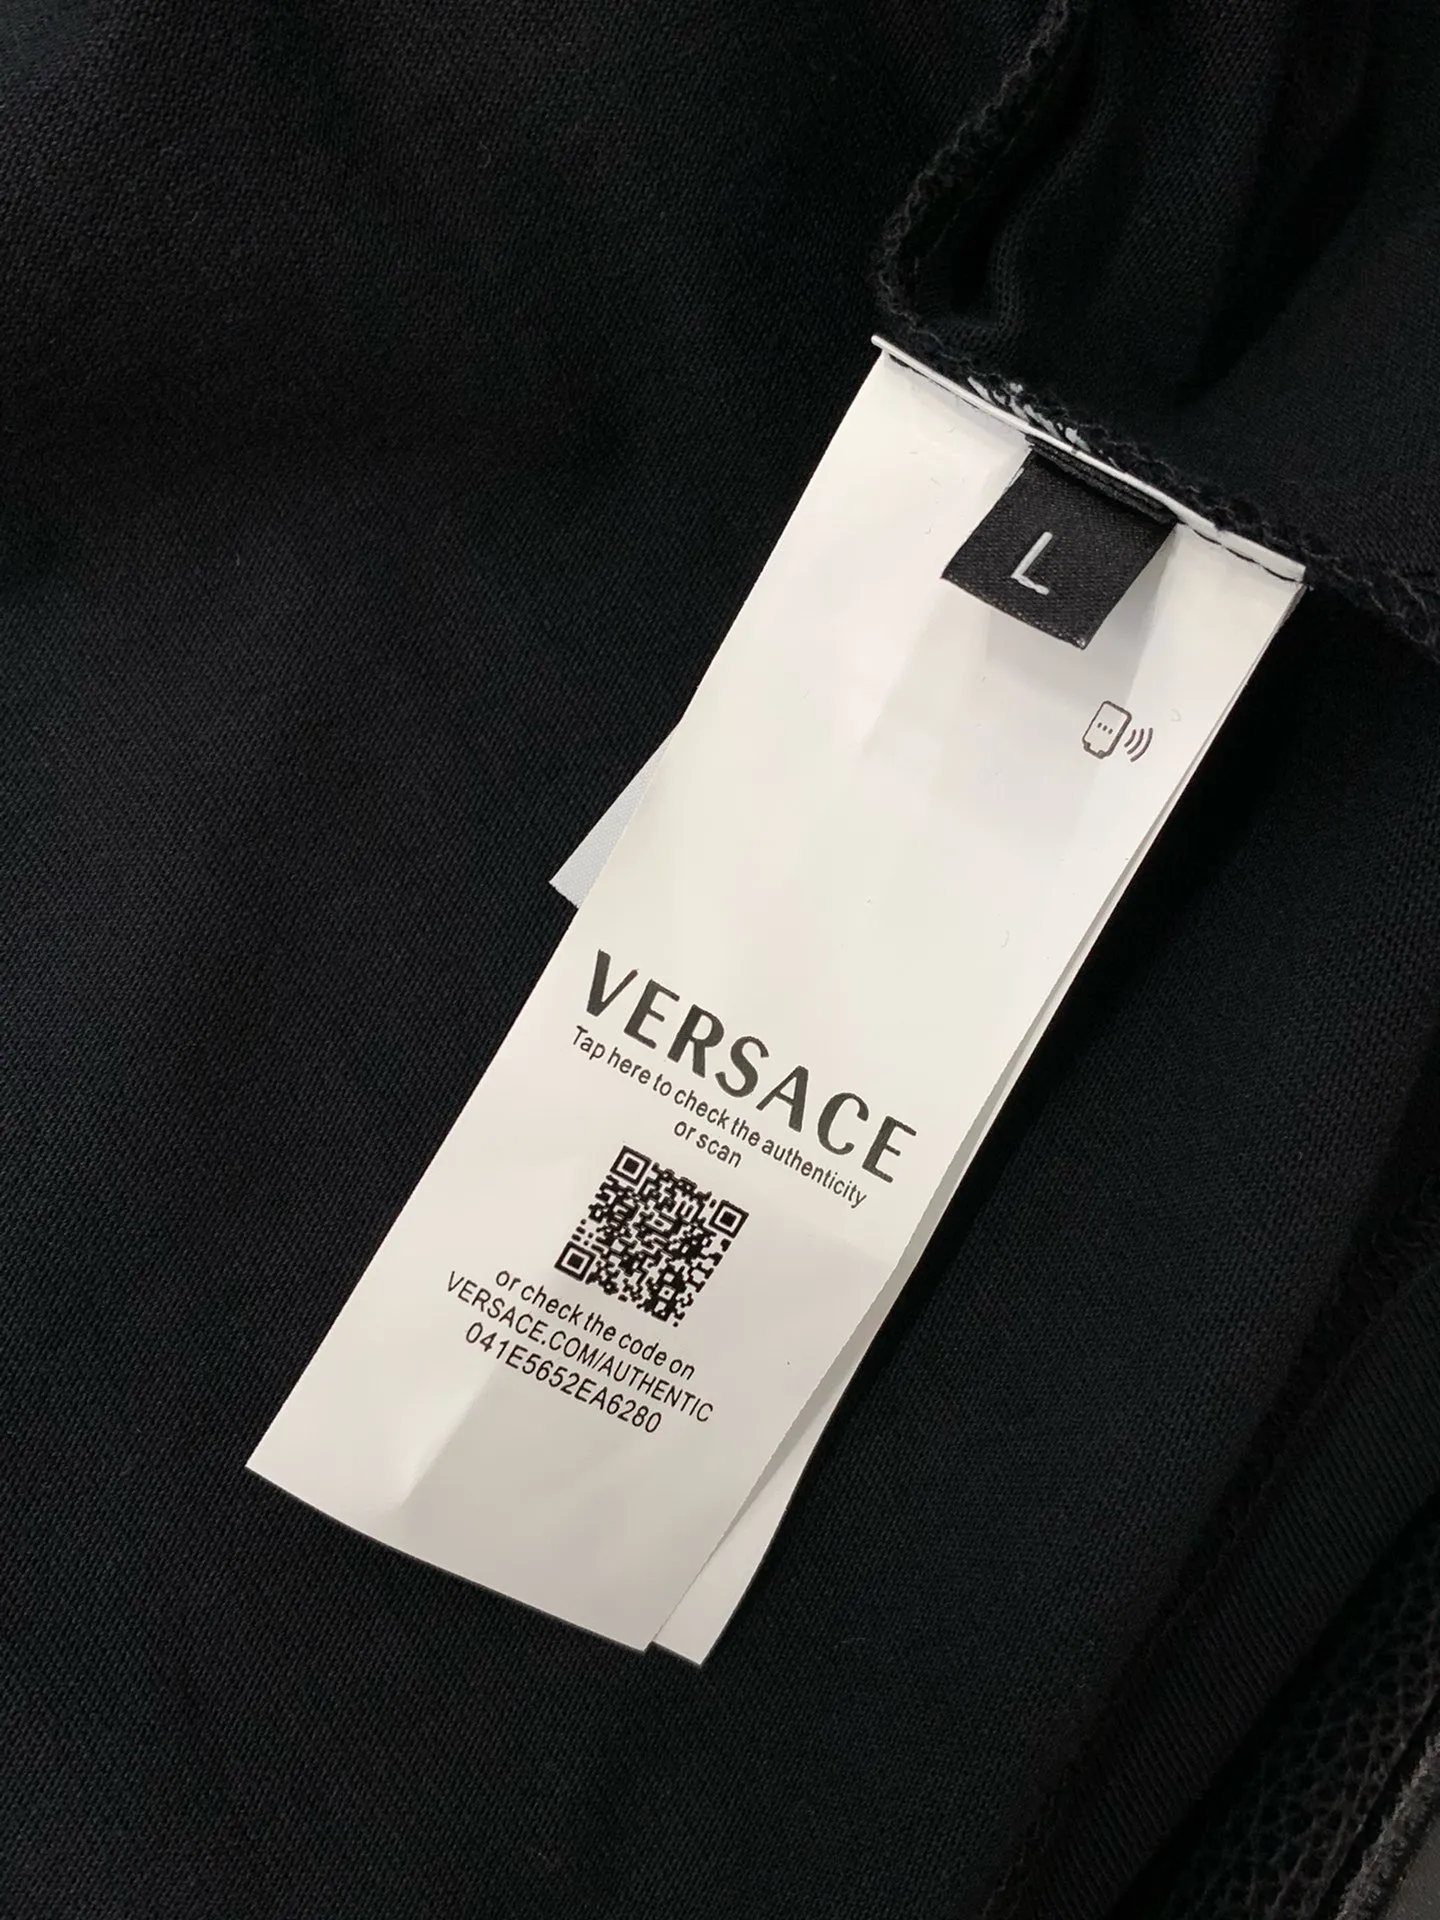 L
VERSACE
Tap here to check the authenticity
or scan
or check the code on
VERSACE.COM/AUTHENTIC
041E5652EA6280